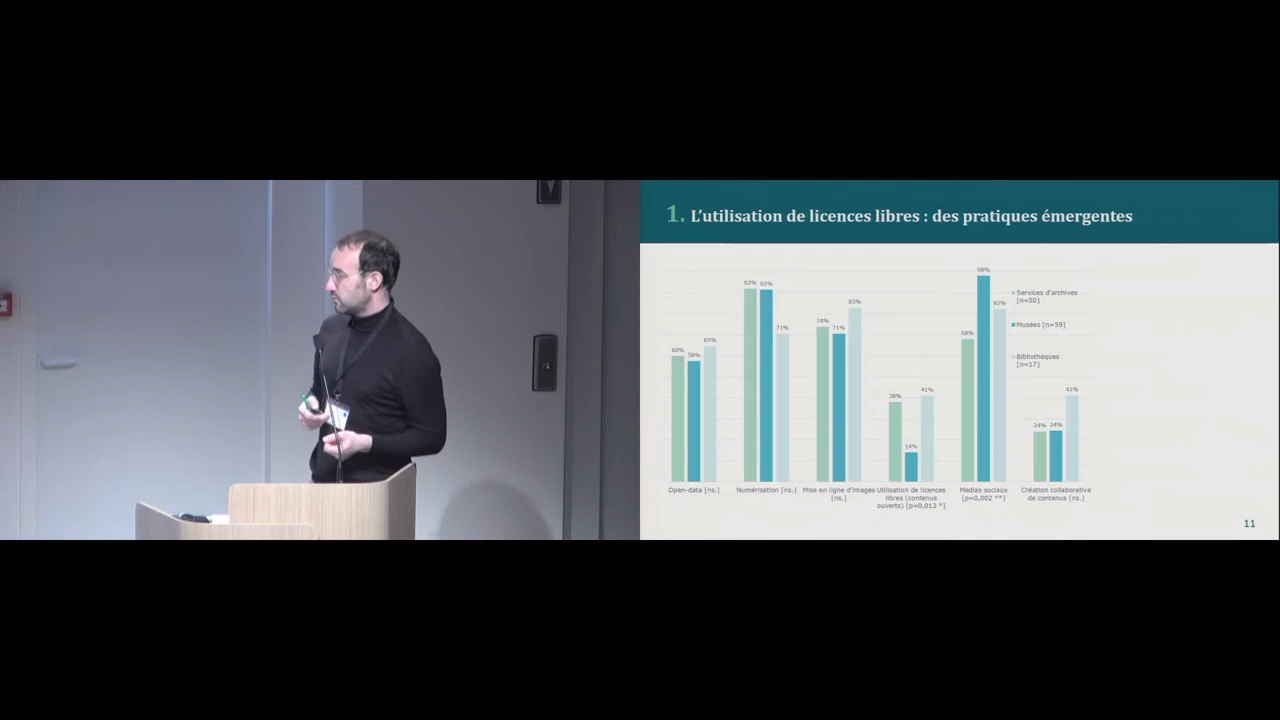 1. L'utilisation de licences libres : des pratiques émergentes
60%
58%
65%
92%
92%
71%
74%
71%
83%
38%
14%
41%
68%
98%
82%
24%
24%
41%
Services d'archives
[n=50]
Musées [n=59]
Bibliothèques
[n=17]
Open-data [ns.]
Numérisation [ns.]
Mise en ligne d'images
[ns.]
Utilisation de licences
libres (contenus
ouverts) [p=0,013 *]
Medias sociaux
[p=0,002 **]
Création collaborative
de contenus [ns.]
11